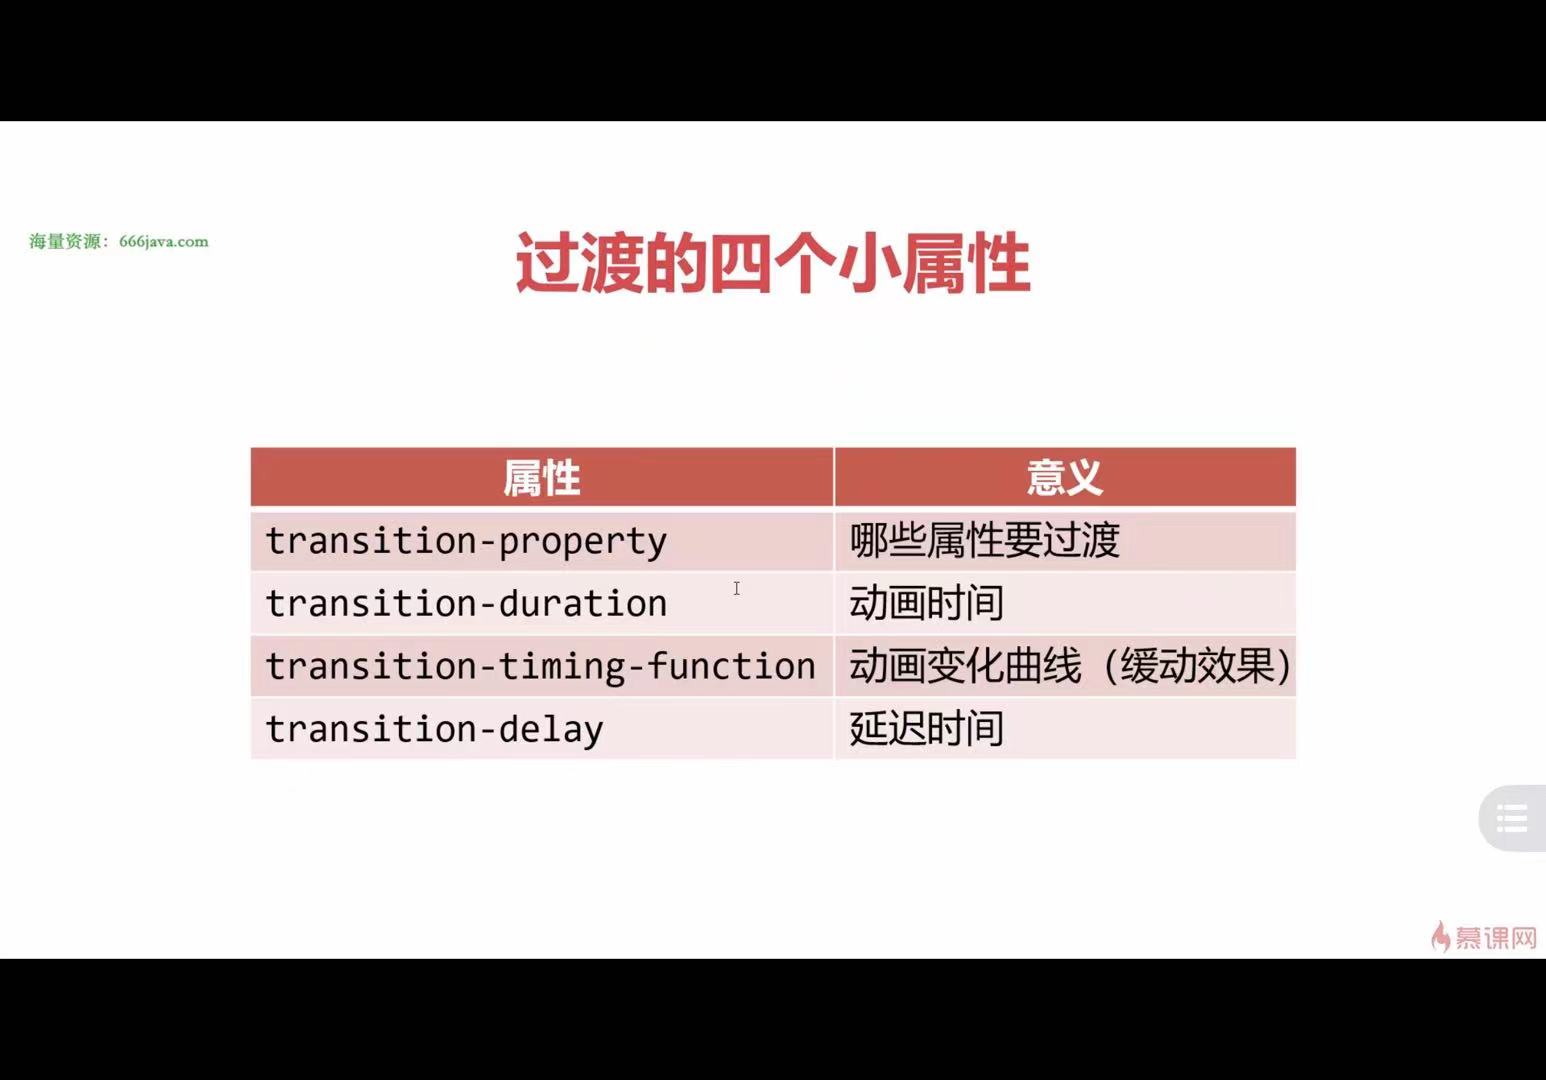 海量资源：666java.com
过渡的四个小属性
属性 意义
transition-property 哪些属性要过渡
transition-duration 动画时间
transition-timing-function 动画变化曲线（缓动效果）
transition-delay 延迟时间
慕课网